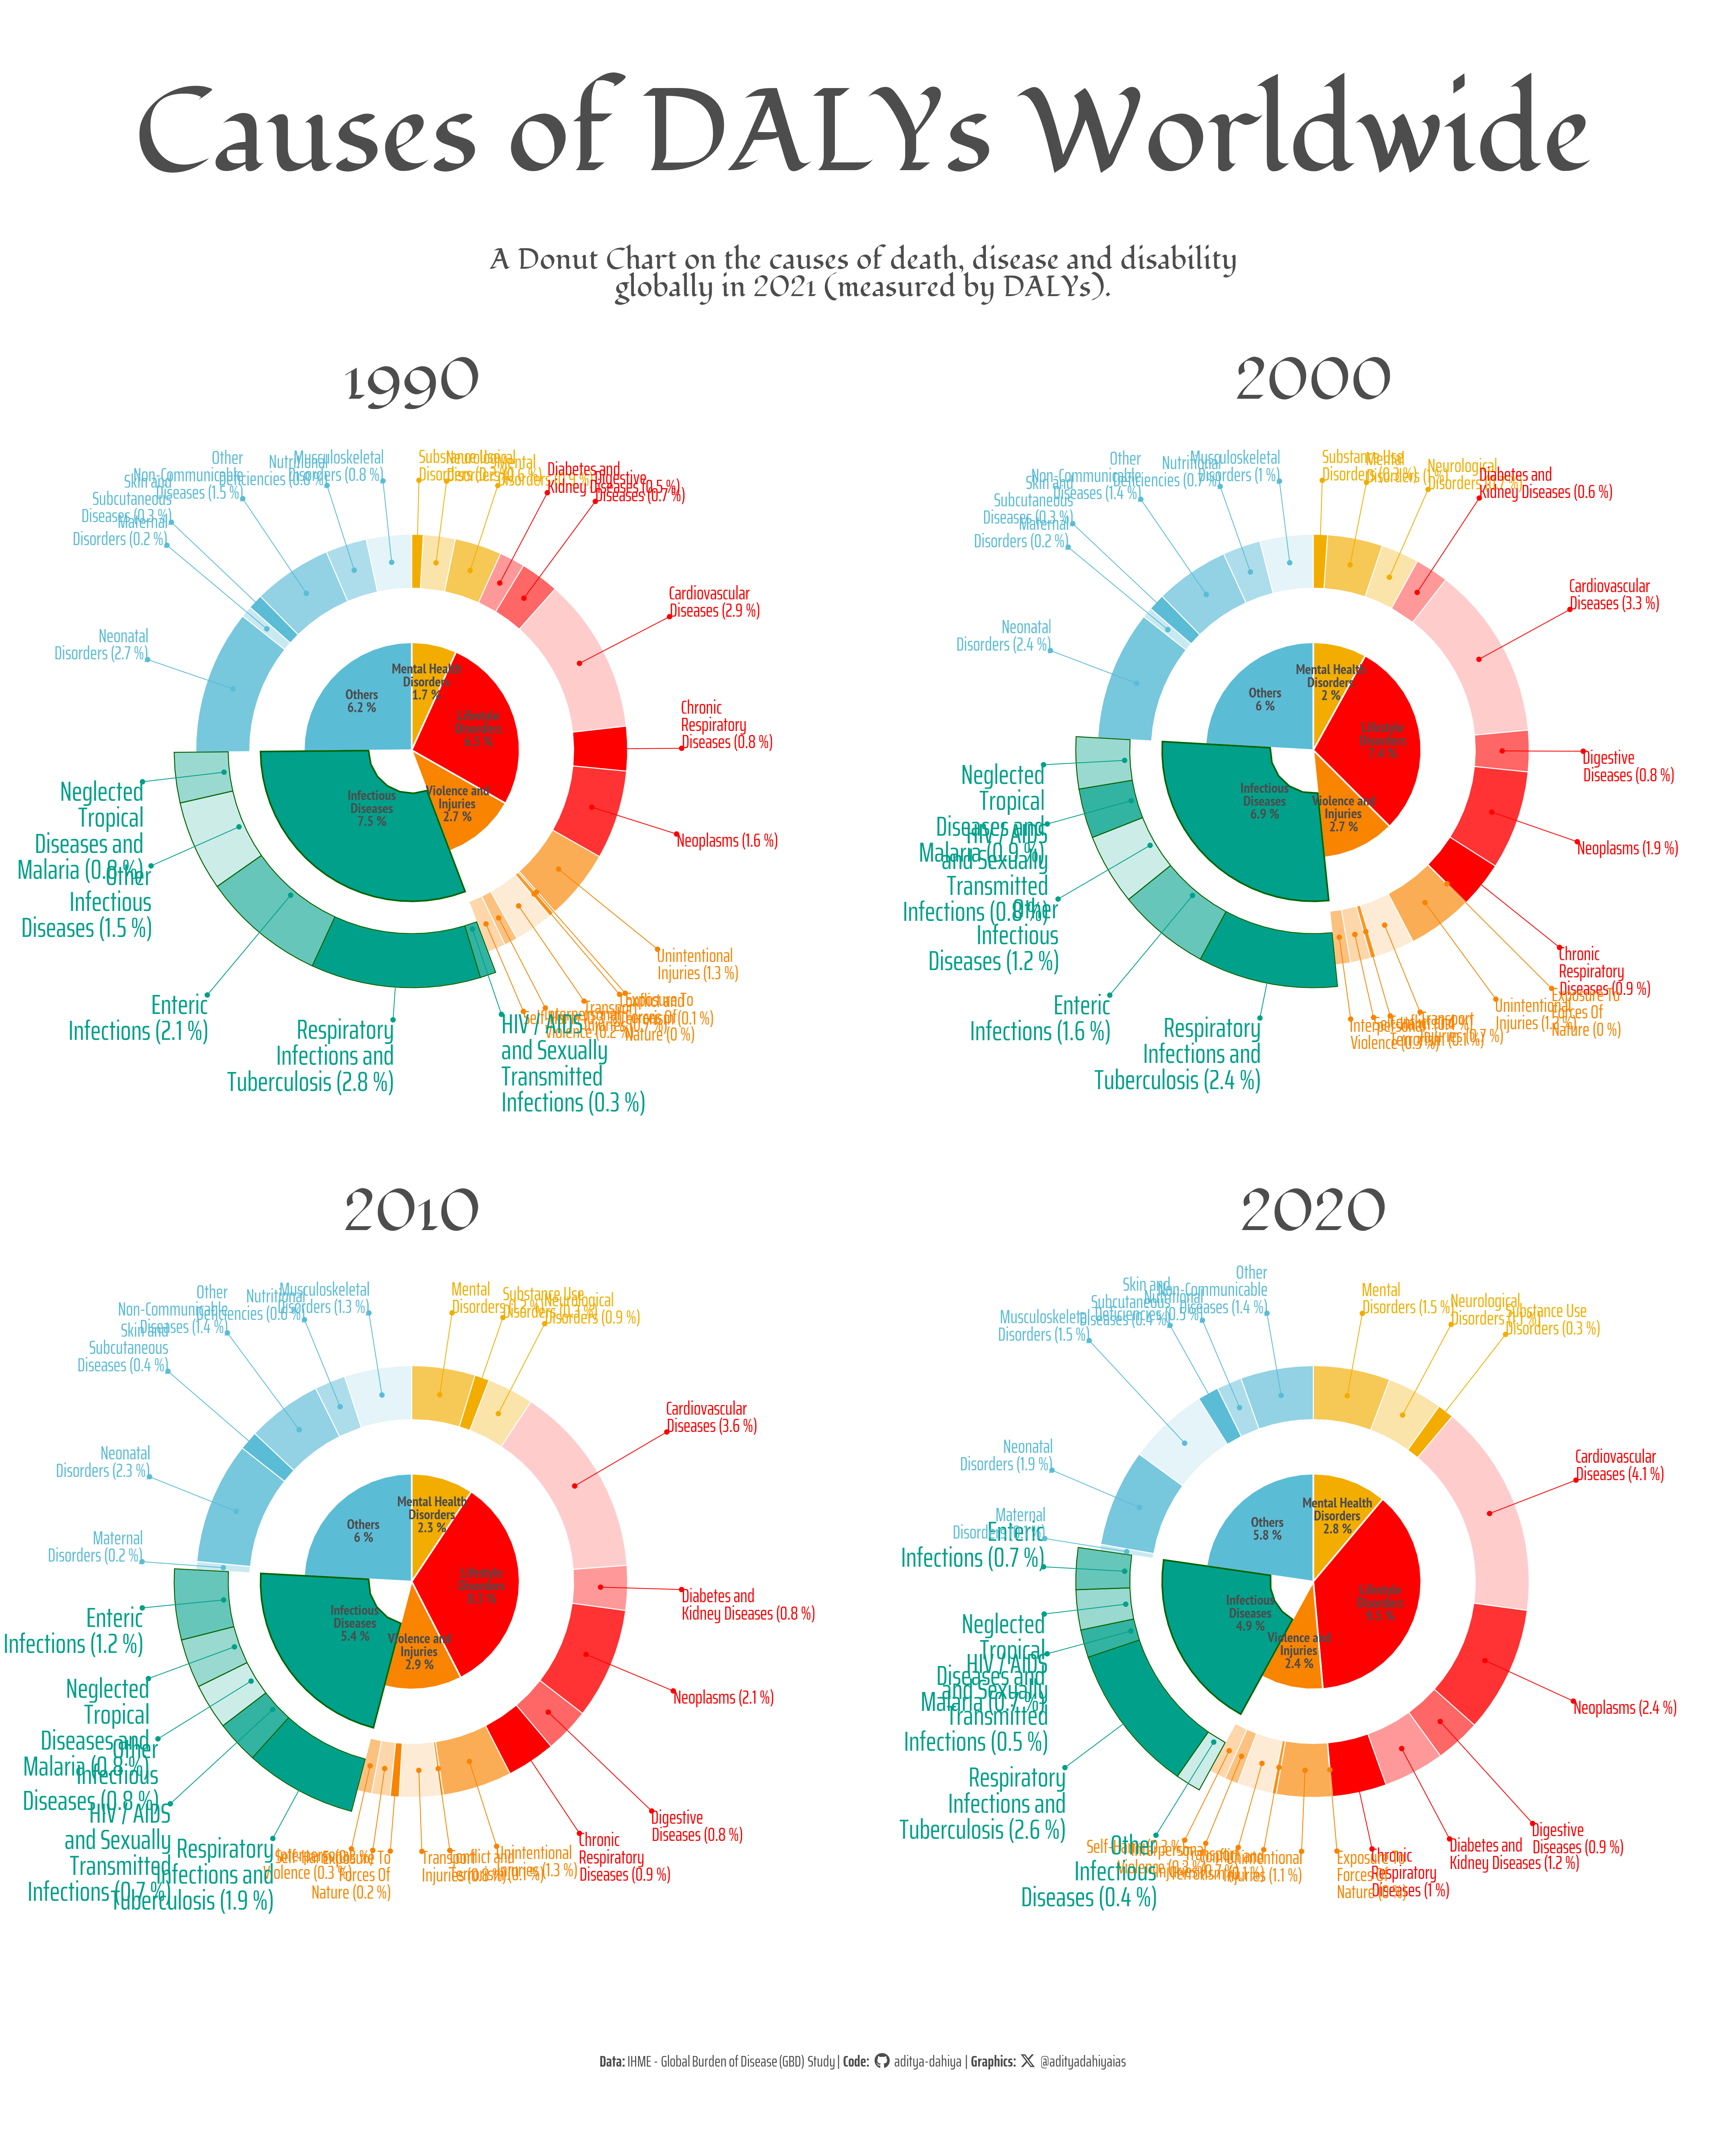 Causes of DALYs Worldwide
A Donut Chart on the causes of death, disease and disability
globally in 2021 (measured by DALYs).
1990
Other
Non-Communicable
Diseases (1.5 %)
Nutritional
Deficiencies (0.8 %)
Musculoskeletal
Disorders (0.8 %)
Skin and
Subcutaneous
Diseases (0.3 %)
Maternal
Disorders (0.2 %)
Neonatal
Disorders (2.7 %)
Mental
Diabetes and
Kidney Diseases (0.5 %)
Digestive
Diseases (0.7 %)
Cardiovascular
Diseases (2.9 %)
Chronic
Respiratory
Diseases (0.8 %)
Neoplasms (1.6 %)
Unintentional
Injuries (1.3 %)
Exposure To
Forces Of
Nature (0 %)
Violence (0.2 %)
HIV / AIDS
and Sexually
Transmitted
Infections (0.3 %)
Respiratory
Infections and
Tuberculosis (2.8 %)
Enteric
Infections (2.1 %)
Other
Infectious
Diseases (1.5 %)
Neglected
Tropical
Diseases and
Malaria (0.8 %)
Others
6.2 %
Mental Health
Disorders
1.7 %
Lifestyle
Disorders
Infectious
Diseases
7.5 %
Violence and
Injuries
2.7 %
2000
Other
Non-Communicable
Diseases (1.4 %)
Nutritional
Deficiencies (0.7 %)
Musculoskeletal
Disorders (1 %)
Skin and
Subcutaneous
Diseases (0.3 %)
Maternal
Disorders (0.2 %)
Neonatal
Disorders (2.4 %)
Substance Use
Mental
Neurological
Diabetes and
Kidney Diseases (0.6 %)
Cardiovascular
Diseases (3.3 %)
Digestive
Diseases (0.8 %)
Neoplasms (1.9 %)
Chronic
Respiratory
Diseases (0.9 %)
Exposure To
Forces Of
Nature (0 %)
Unintentional
Injuries
Transport
Interpersonal
Violence (0.3 %)
Respiratory
Infections and
Tuberculosis (2.4 %)
Enteric
Infections (1.6 %)
Other
Infectious
Diseases (1.2 %)
HIV / AIDS
and Sexually
Transmitted
Infections (0.8 %)
Neglected
Tropical
Diseases and
Malaria (0.9 %)
Others
6 %
Mental Health
Disorders
2 %
Lifestyle
Disorders
7.4 %
Infectious
Diseases
6.9 %
Violence and
Injuries
2.7 %
2010
Other
Non-Communicable
Diseases (1.4 %)
Nutritional
Deficiencies (0.6 %)
Musculoskeletal
Disorders (1.3 %)
Skin and
Subcutaneous
Diseases (0.4 %)
Neonatal
Disorders (2.3 %)
Maternal
Disorders (0.2 %)
Mental
Substance Use
Disorders (0.3 %)
Neurological
Disorders (0.9 %)
Cardiovascular
Diseases (3.6 %)
Diabetes and
Kidney Diseases (0.8 %)
Neoplasms (2.1 %)
Digestive
Diseases (0.8 %)
Chronic
Respiratory
Diseases (0.9 %)
Unintentional
Injuries (1.3 %)
Conflict and
Transport
Exposure To
Forces Of
Nature (0.2 %)
Violence (0.3 %)
Respiratory
Infections and
Tuberculosis (1.9 %)
HIV / AIDS
and Sexually
Transmitted
Infections (0.7 %)
Other
Infectious
Diseases (0.8 %)
Neglected
Tropical
Diseases and
Malaria (0.8 %)
Enteric
Infections (1.2 %)
Others
6 %
Mental Health
Disorders
2.3 %
Lifestyle
Disorders
8.3 %
Infectious
Diseases
5.4 %
Violence and
Injuries
2.9 %
2020
Other
Non-Communicable
Diseases (1.4 %)
Skin and
Subcutaneous
Diseases (0.4 %)
Nutritional
Deficiencies (0.5 %)
Musculoskeletal
Disorders (1.5 %)
Neonatal
Disorders (1.9 %)
Maternal
Mental
Disorders (1.5 %)
Neurological
Disorders
Substance Use
Disorders (0.3 %)
Cardiovascular
Diseases (4.1 %)
Neoplasms (2.4 %)
Digestive
Diseases (0.9 %)
Diabetes and
Kidney Diseases (1.2 %)
Chronic
Respiratory
Diseases (1 %)
Exposure To
Forces Of
Nature
Unintentional
Injuries (1.1 %)
Other
Infectious
Diseases (0.4 %)
Respiratory
Infections and
Tuberculosis (2.6 %)
HIV / AIDS
and Sexually
Transmitted
Infections (0.5 %)
Neglected
Tropical
Diseases and
Malaria (0.7 %)
Enteric
Infections (0.7 %)
Others
5.8 %
Mental Health
Disorders
2.8 %
Lifestyle
Disorders
9.5 %
Infectious
Diseases
4.9 %
Violence and
Injuries
2.4 %
Data: IHME - Global Burden of Disease (GBD) Study | Code: aditya-dahiya | Graphics: @adityadahiyaias